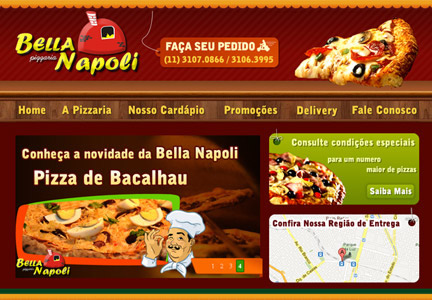 BELLA
pizzaria Napoli
FAÇA SEU PEDIDO
(11) 3107.0866 / 3106.3995
Home A Pizzaria Nosso Cardápio Promoções Delivery Fale Conosco
Conheça a novidade da Bella Napoli
Pizza de Bacalhau
BELLA
Napoli
1 2 3 4
Consulte condições especiais
para um numero
maior de pizzas
Saiba Mais
Confira Nossa Região de Entrega